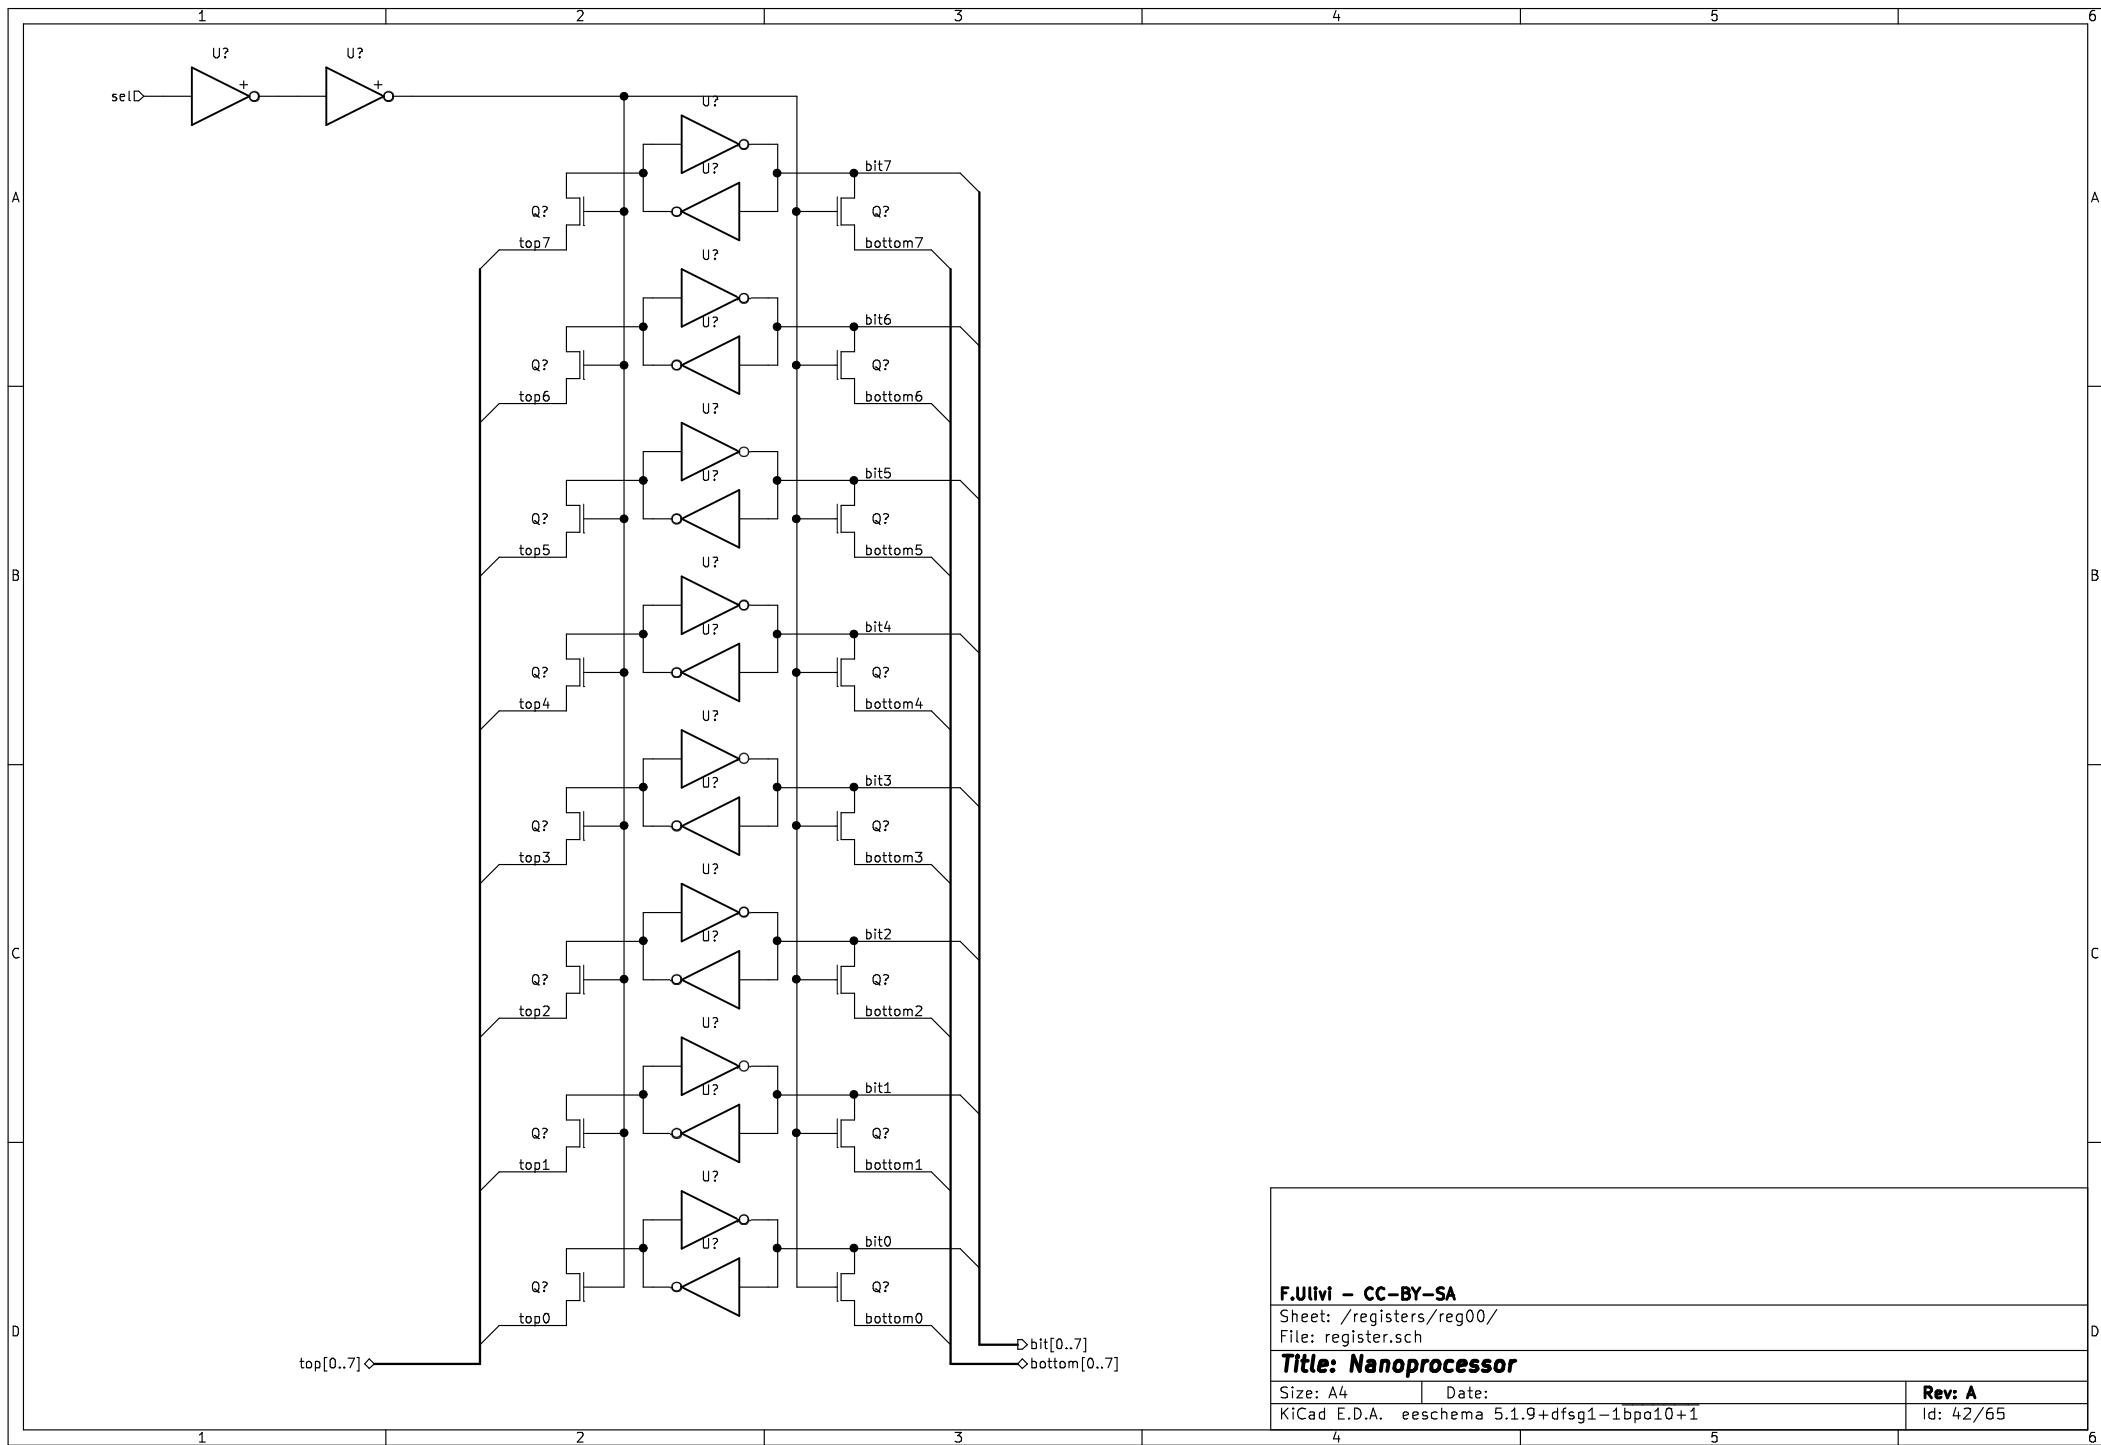 1 2 3 4 5 6
U? U?
sel + +
U?
bit7
U?
A A
Q? Q?
top7 bottom7
U?
bit6
U?
Q? Q?
top6 bottom6
U?
bit5
U?
Q? Q?
top5 bottom5
U?
B B
bit4
U?
Q? Q?
top4 bottom4
U?
bit3
U?
Q? Q?
top3 bottom3
U?
bit2
U?
C C
Q? Q?
top2 bottom2
U?
bit1
U?
Q? Q?
top1 bottom1
U?
bit0
U?
Q? Q?
top0 bottom0
D D
bit[0..7]
top[0..7] bottom[0..7]
F.Ulivi – CC-BY-SA
Sheet: /registers/reg00/
File: register.sch
Title: Nanoprocessor
Size: A4 Date: Rev: A
KiCad E.D.A. eeschema 5.1.9+dfsg1-1bpa10+1 Id: 42/65
1 2 3 4 5 6